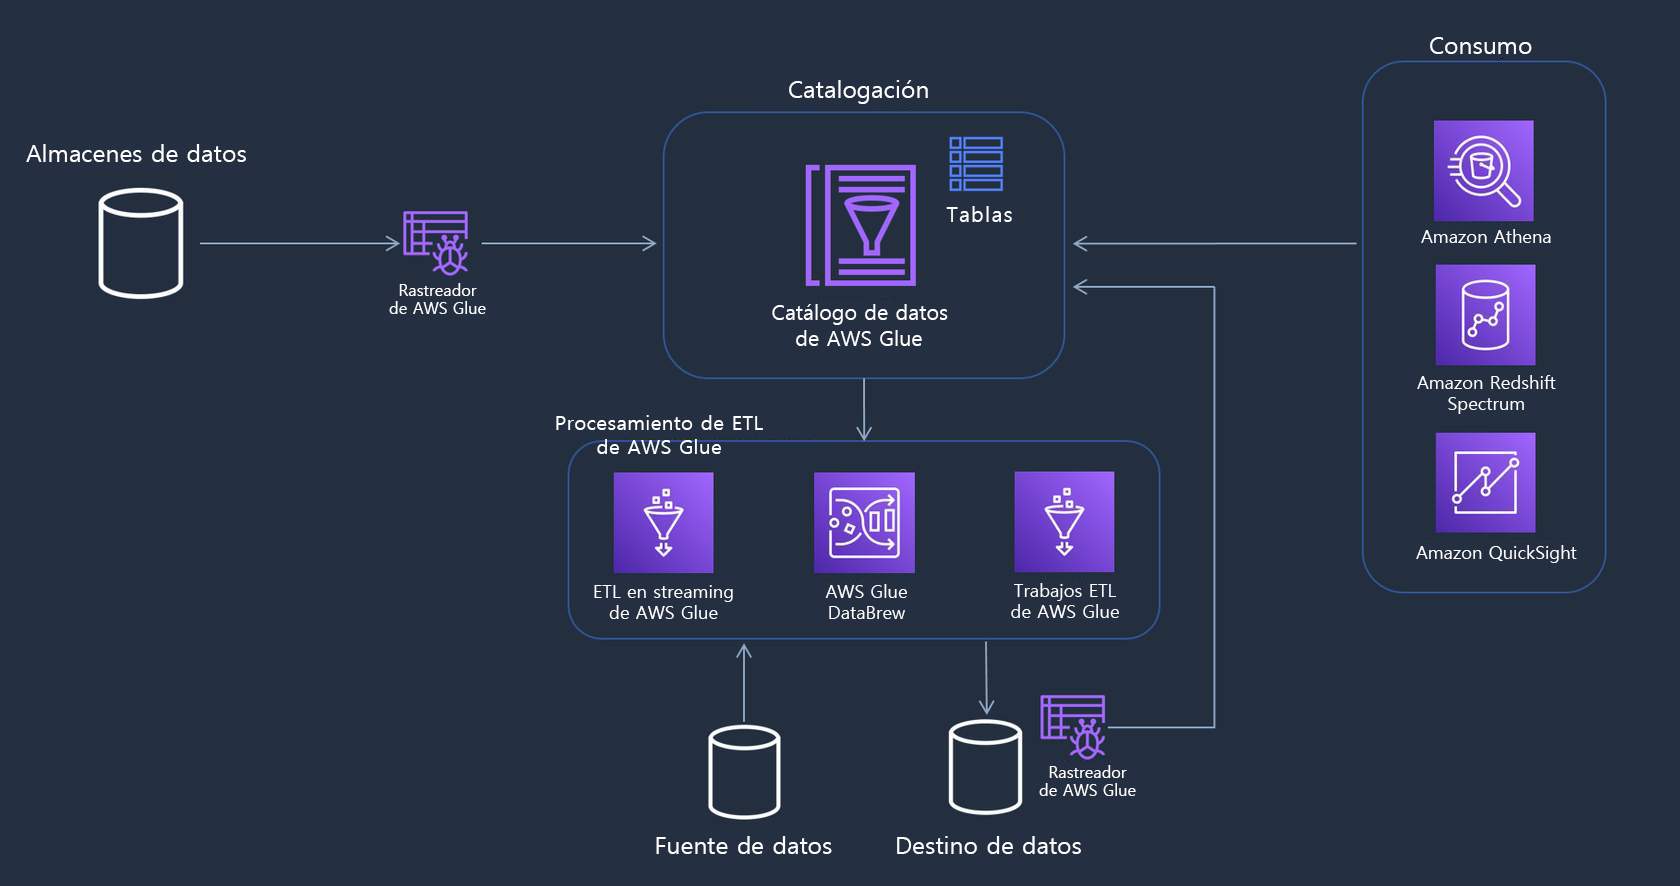 Consumo
Catalogación
Almacenes de datos
Tablas
Amazon Athena
Rastreador
de AWS Glue
Catálogo de datos
de AWS Glue
Amazon Redshift
Spectrum
Procesamiento de ETL
de AWS Glue
Amazon QuickSight
ETL en streaming
de AWS Glue
AWS Glue
DataBrew
Trabajos ETL
de AWS Glue
Rastreador
de AWS Glue
Fuente de datos
Destino de datos